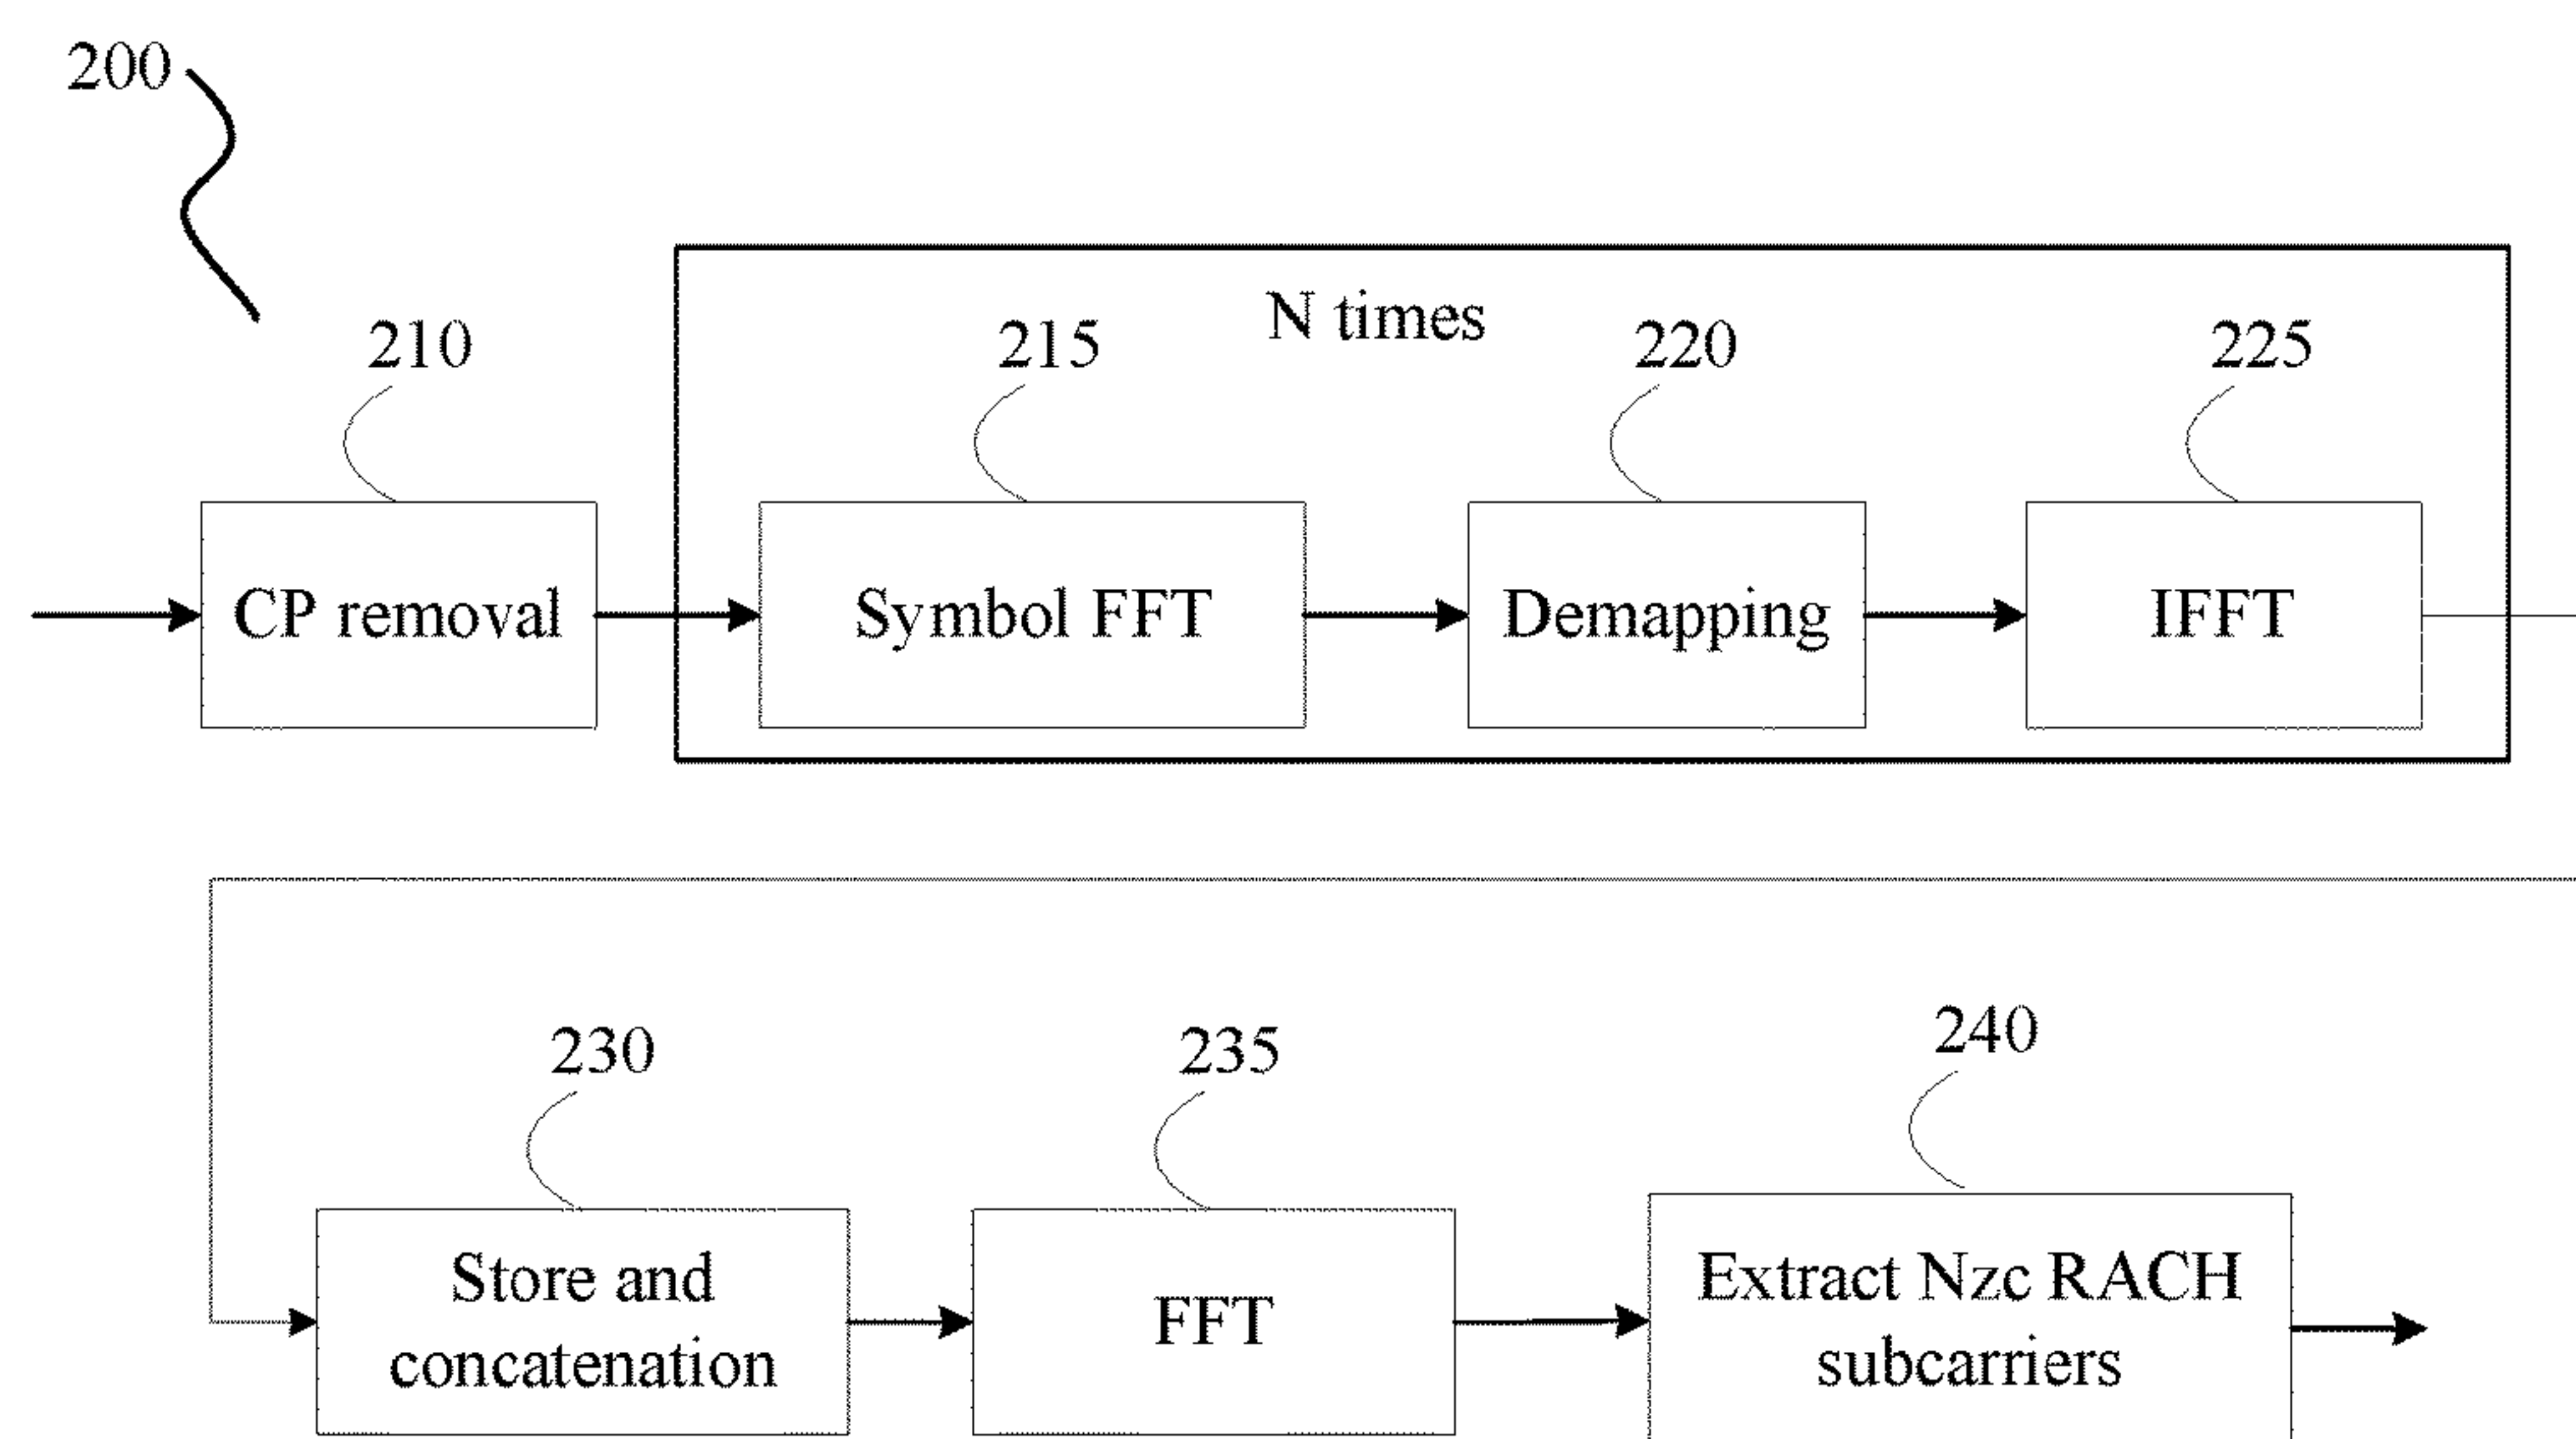 200
N times
210
215
220
225
CP removal
Symbol FFT
Demapping
IFFT
230
235
240
Store and
concatenation
FFT
Extract Nzc RACH
subcarriers